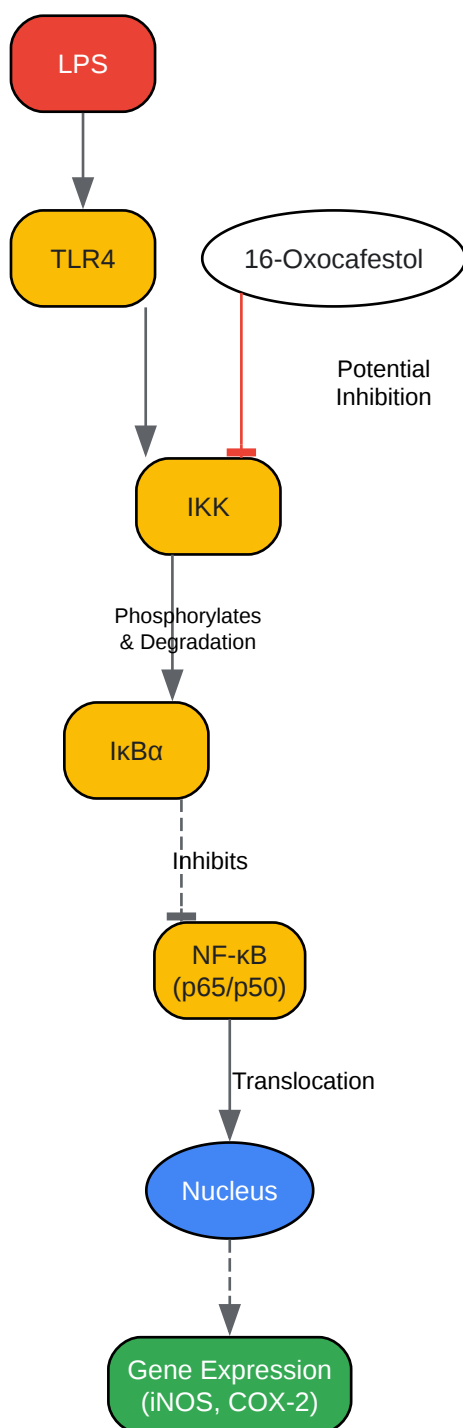 LPS
TLR4
16-Oxocafestol
Potential
Inhibition
IKK
Phosphorylates
& Degradation
IκBα
Inhibits
NF-κB
(p65/p50)
Translocation
Nucleus
Gene Expression
(iNOS, COX-2)